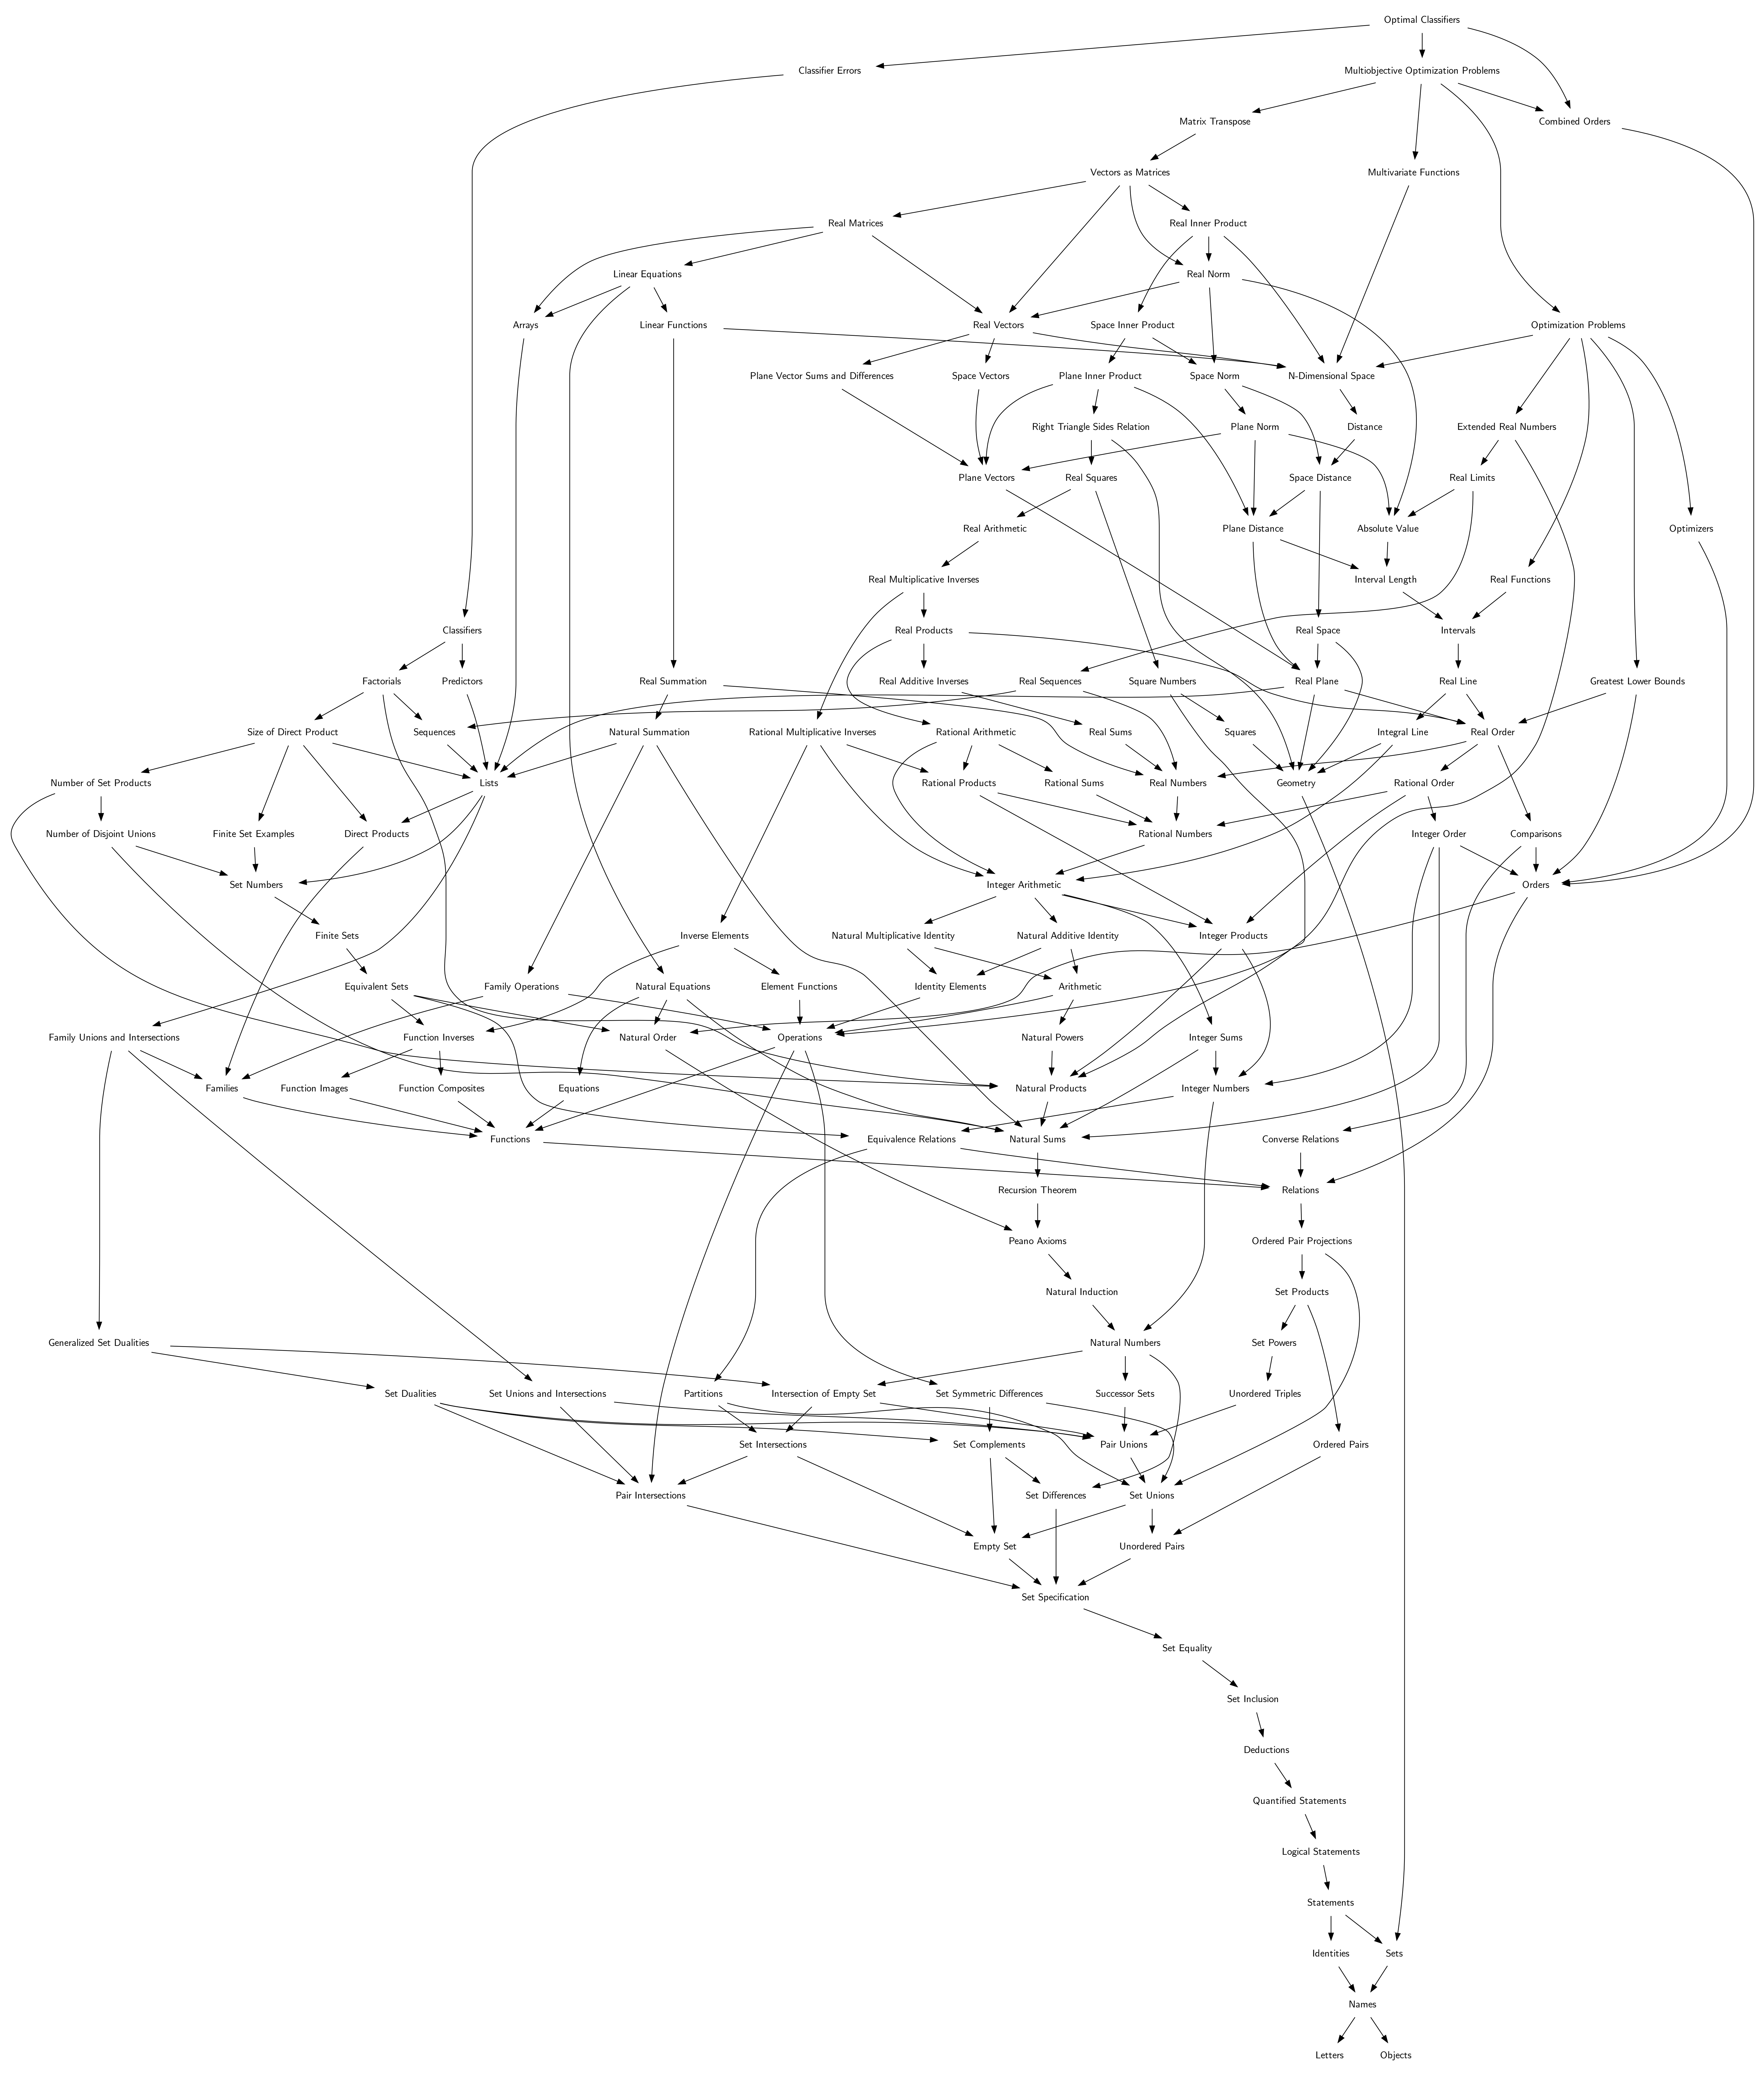 Optimal Classifiers
Classifier Errors
Multiobjective Optimization Problems
Matrix Transpose
Combined Orders
Vectors as Matrices
Multivariate Functions
Real Matrices
Real Inner Product
Linear Equations
Real Norm
Arrays
Linear Functions
Real Vectors
Space Inner Product
Optimization Problems
Plane Vector Sums and Differences
Space Vectors
Plane Inner Product
Space Norm
N-Dimensional Space
Right Triangle Sides Relation
Plane Norm
Distance
Extended Real Numbers
Plane Vectors
Real Squares
Space Distance
Real Limits
Real Arithmetic
Plane Distance
Absolute Value
Optimizers
Real Multiplicative Inverses
Interval Length
Real Functions
Classifiers
Real Products
Real Space
Intervals
Factorials
Predictors
Real Summation
Real Additive Inverses
Real Sequences
Square Numbers
Real Plane
Real Line
Greatest Lower Bounds
Size of Direct Product
Sequences
Natural Summation
Rational Multiplicative Inverses
Rational Arithmetic
Real Sums
Squares
Integral Line
Real Order
Number of Set Products
Lists
Rational Products
Rational Sums
Real Numbers
Geometry
Rational Order
Number of Disjoint Unions
Finite Set Examples
Direct Products
Rational Numbers
Integer Order
Comparisons
Set Numbers
Integer Arithmetic
Orders
Finite Sets
Inverse Elements
Natural Multiplicative Identity
Natural Additive Identity
Integer Products
Equivalent Sets
Family Operations
Natural Equations
Element Functions
Identity Elements
Arithmetic
Family Unions and Intersections
Function Inverses
Natural Order
Operations
Natural Powers
Integer Sums
Families
Function Images
Function Composites
Equations
Natural Products
Integer Numbers
Functions
Equivalence Relations
Natural Sums
Converse Relations
Recursion Theorem
Relations
Peano Axioms
Ordered Pair Projections
Natural Induction
Set Products
Generalized Set Dualities
Natural Numbers
Set Powers
Set Dualities
Set Unions and Intersections
Partitions
Intersection of Empty Set
Set Symmetric Differences
Successor Sets
Unordered Triples
Set Intersections
Set Complements
Pair Unions
Ordered Pairs
Pair Intersections
Set Differences
Set Unions
Empty Set
Unordered Pairs
Set Specification
Set Equality
Set Inclusion
Deductions
Quantified Statements
Logical Statements
Statements
Identities
Sets
Names
Letters
Objects